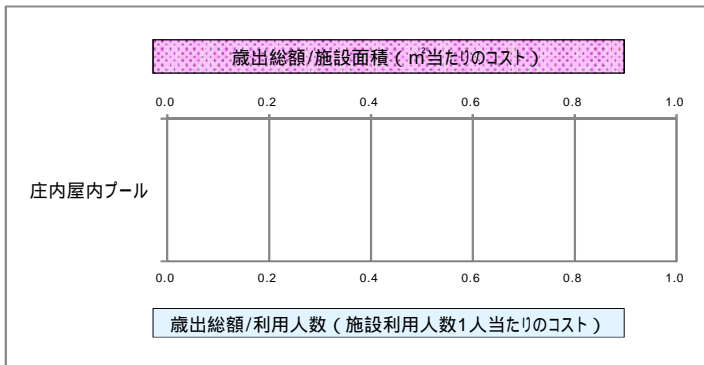 歳出総額/施設面積（㎡当たりのコスト）
0.0 0.2 0.4 0.6 0.8 1.0
庄内屋内プール
0.0 0.2 0.4 0.6 0.8 1.0
歳出総額/利用人数（施設利用人数1人当たりのコスト）